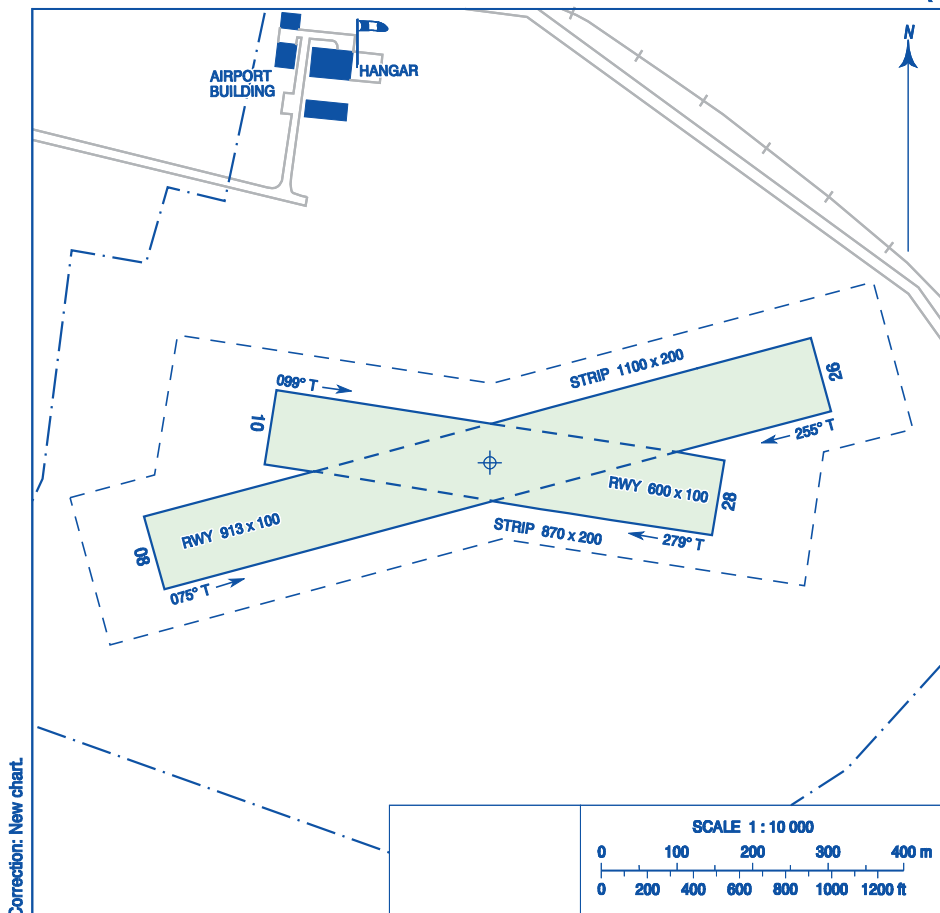 N
AIRPORT
BUILDING
HANGAR
STRIP 1100 x 200
099° T
26
10
255° T
RWY 600 x 100
28
RWY 913 x 100
STRIP 870 x 200
279° T
08
075° T
Correction: New chart.
SCALE 1 : 10 000
0 100 200 300 400 m
0 200 400 600 800 1000 1200 ft